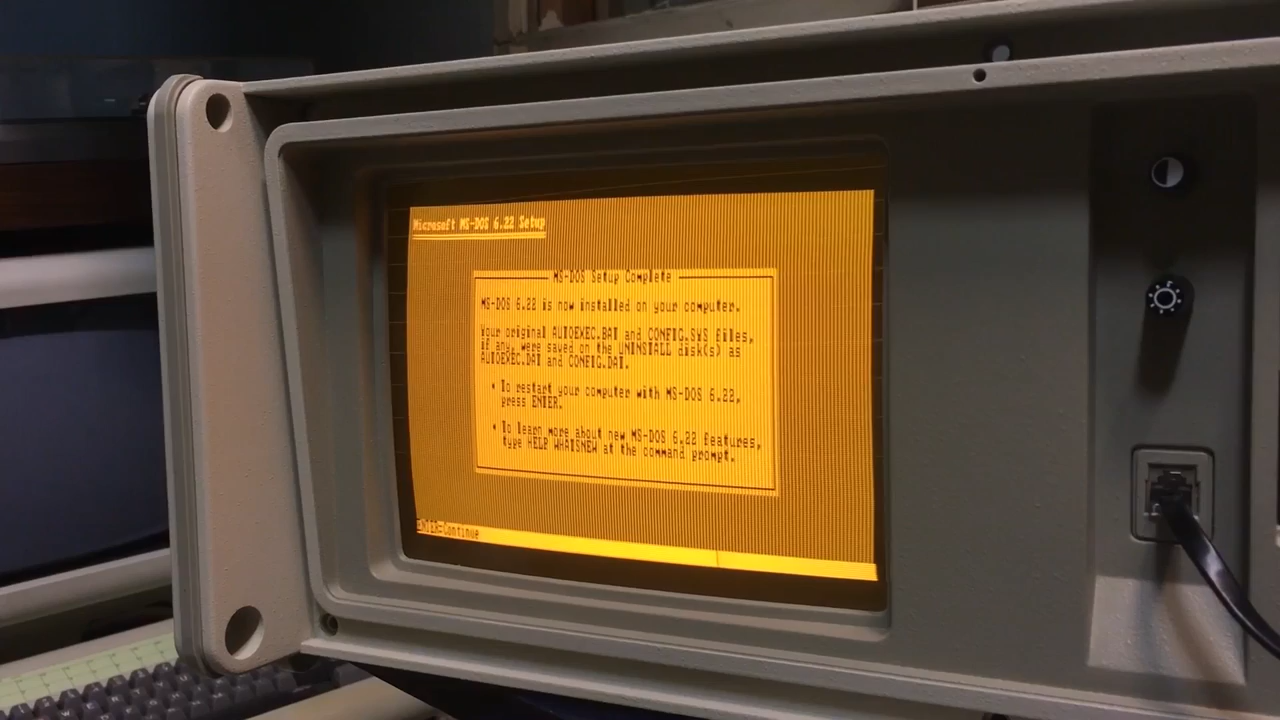 Microsoft MS-DOS 6.22 Setup
MS-DOS Setup Complete
MS-DOS 6.22 is now installed on your computer.
Your original AUTOEXEC.BAT and CONFIG.SYS files,
if any, were saved on the UNINSTALL disk(s) as
AUTOEXEC.DAT and CONFIG.DAT.
• To restart your computer with MS-DOS 6.22,
press ENTER.
• To learn more about new MS-DOS 6.22 features,
type HELP WHATSNEW at the command prompt.
ENTER=Continue